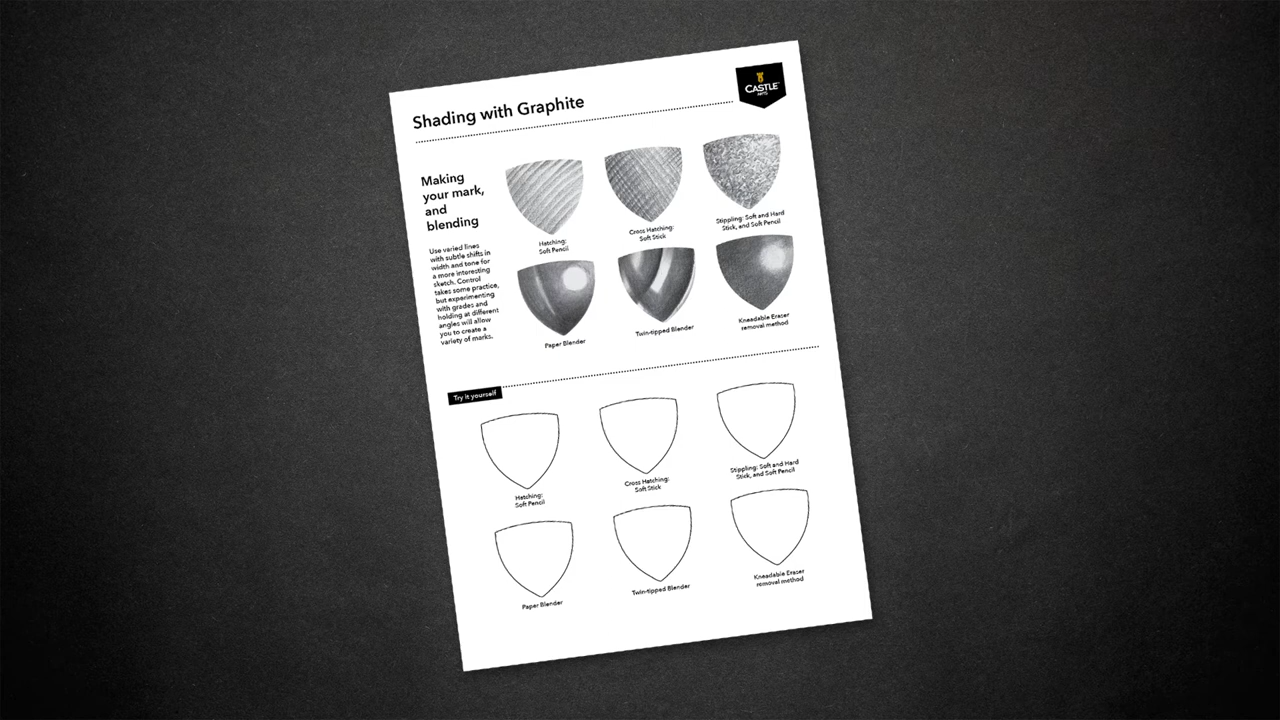 Shading with Graphite
CASTLE
ARTS
Making
your mark,
and
blending
Use varied lines
with subtle shifts in
width and tone for
a more interesting
sketch. Control
takes some practice,
but experimenting
with grades and
holding at different
angles will allow
you to create a
variety of marks.
Hatching:
Soft Pencil
Cross Hatching:
Soft Stick
Stippling: Soft and Hard
Stick, and Soft Pencil
Paper Blender
Twin-tipped Blender
Kneadable Eraser
removal method
Try it yourself
Hatching:
Soft Pencil
Cross Hatching:
Soft Stick
Stippling: Soft and Hard
Stick, and Soft Pencil
Paper Blender
Twin-tipped Blender
Kneadable Eraser
removal method